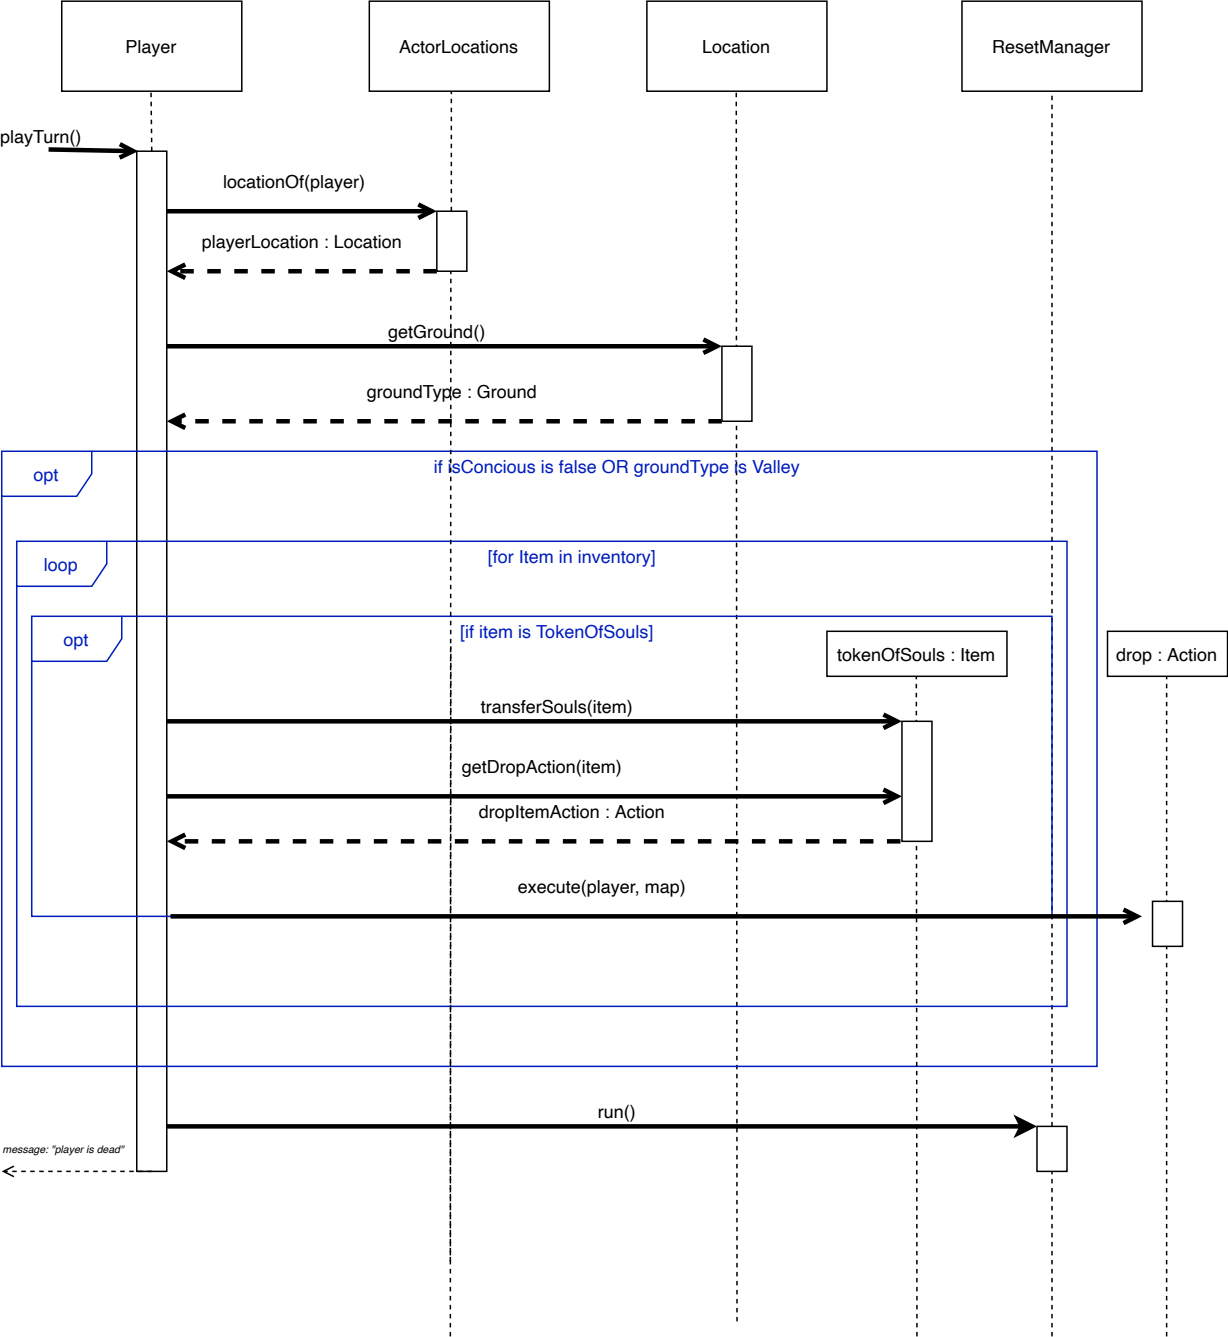 Player
ActorLocations
Location
ResetManager
playTurn()
locationOf(player)
playerLocation : Location
getGround()
groundType : Ground
opt
if isConcious is false OR groundType is Valley
loop
[for Item in inventory]
opt
[if item is TokenOfSouls]
tokenOfSouls : Item
drop : Action
transferSouls(item)
getDropAction(item)
dropItemAction : Action
execute(player, map)
run()
message: "player is dead"